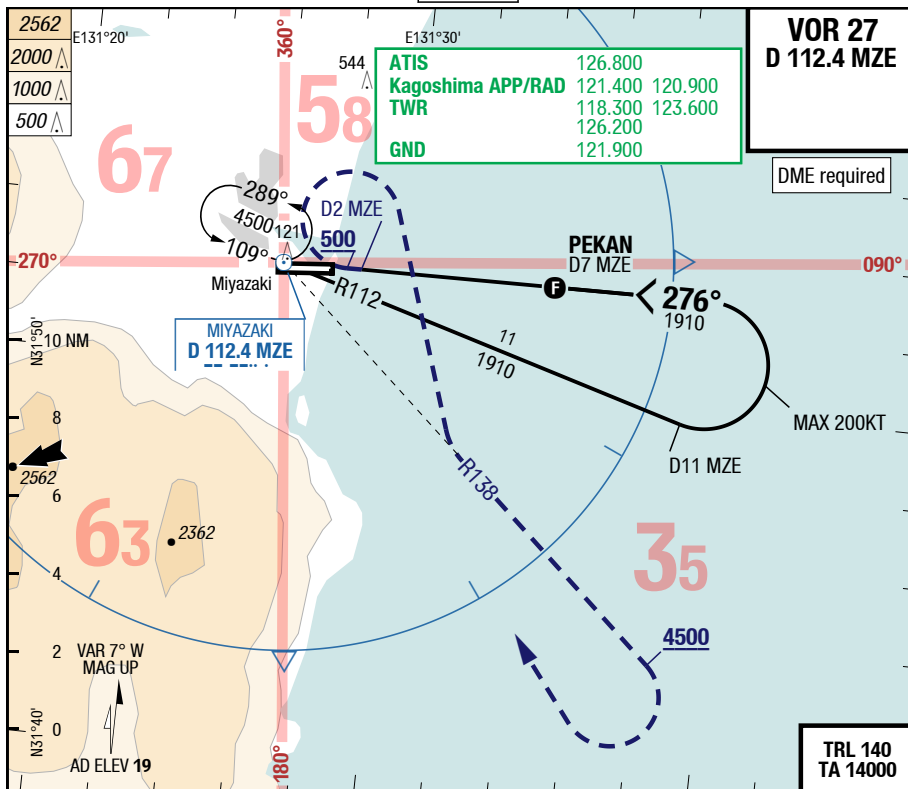 2562
2000
1000
500
E131°20'
360°
E131°30'
544
ATIS 126.800
Kagoshima APP/RAD 121.400 120.900
TWR 118.300 123.600
126.200
GND 121.900
VOR 27
D 112.4 MZE
DME required
67
58
289°
4500
109°
121
D2 MZE
500
270°
090°
PEKAN
D7 MZE
F
276°
1910
Miyazaki
R112
11
1910
MIYAZAKI
D 112.4 MZE
N31°50'
10 NM
8
6
4
2
0
MAX 200KT
D11 MZE
2562
R138
63
2362
35
4500
VAR 7° W
MAG UP
N31°40'
AD ELEV 19
180°
TRL 140
TA 14000